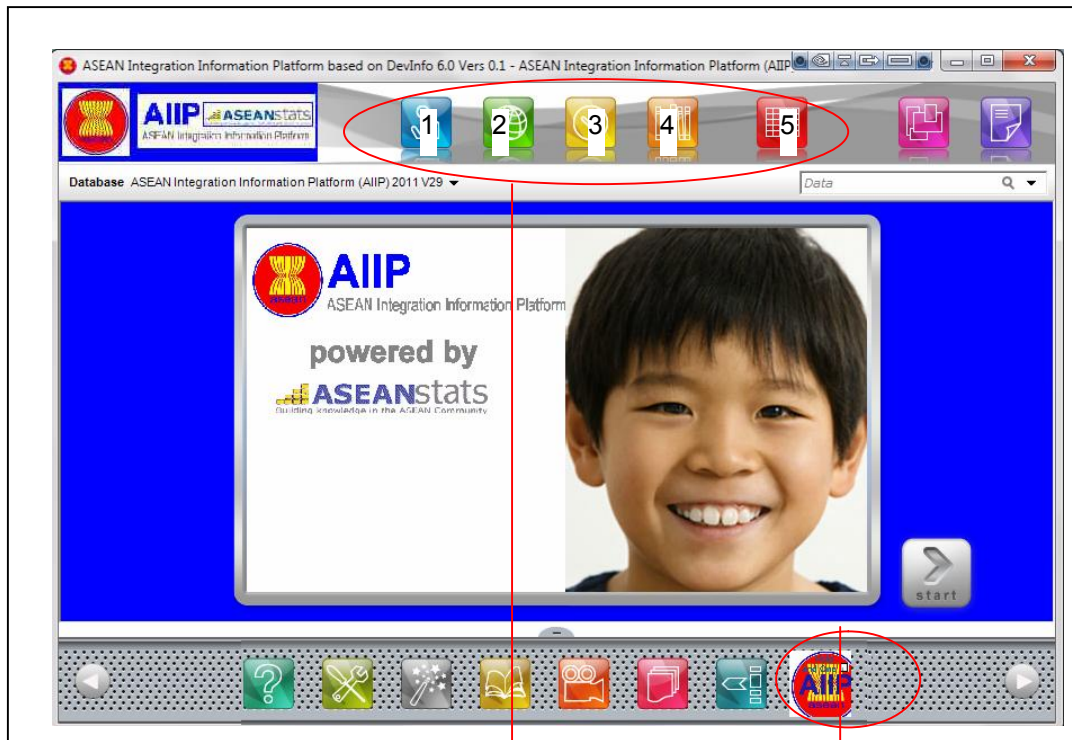 ASEAN Integration Information Platform based on DevInfo 6.0 Vers 0.1 - ASEAN Integration Information Platform (AIIP
AIIP ASEANstats
ASEAN Integration Information Platform
1 2 3 4 5
Database ASEAN Integration Information Platform (AIIP) 2011 V29
Data
AIIP
ASEAN Integration Information Platform
powered by
ASEANstats
Building knowledge in the ASEAN Community
start
AIIP
asean